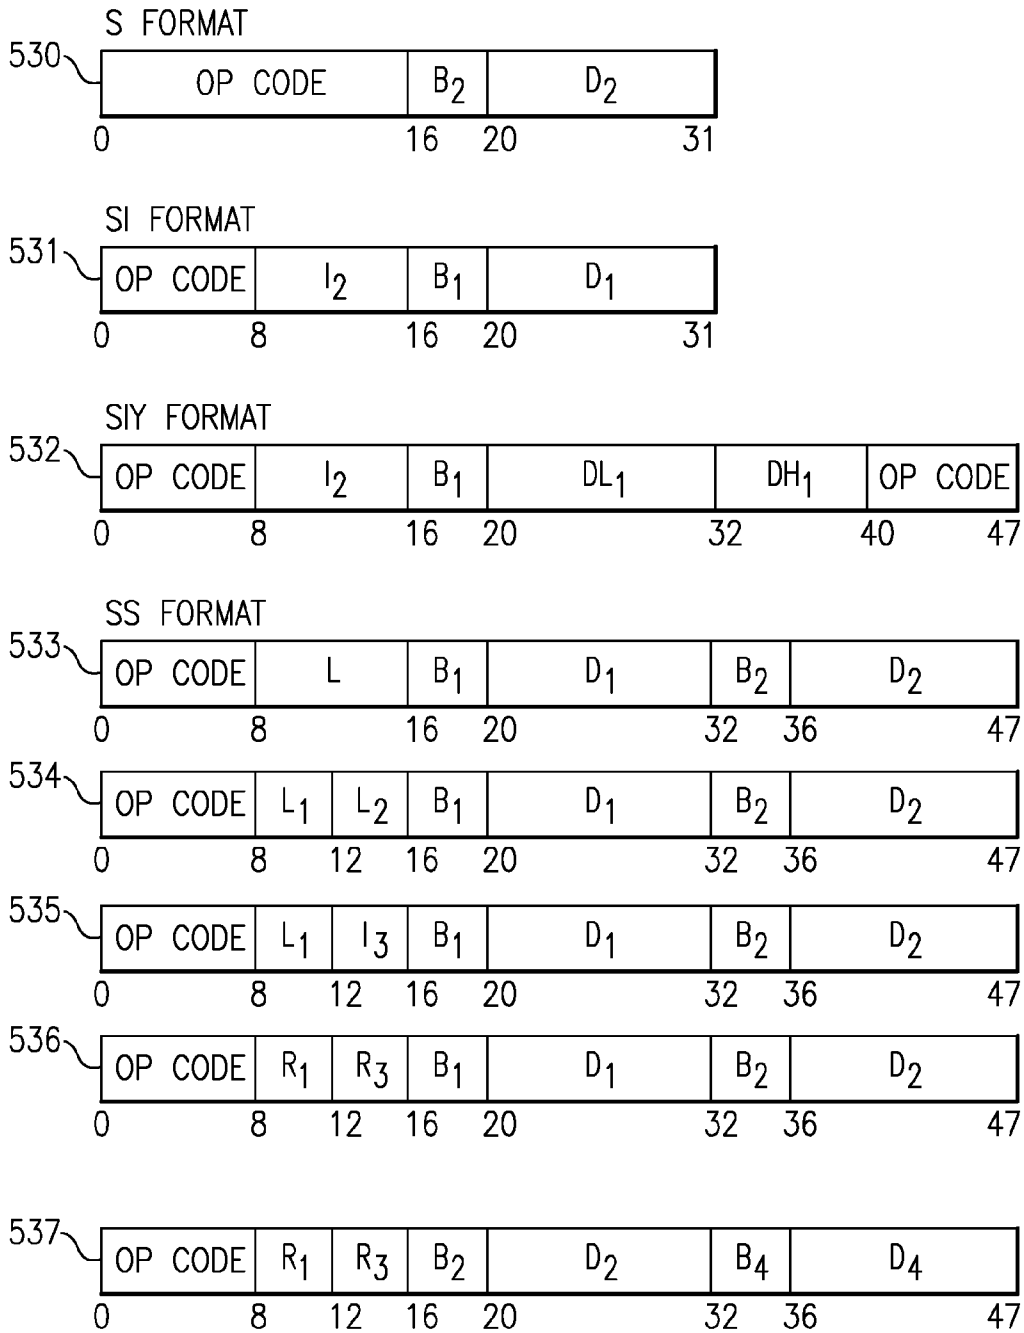 S FORMAT
530
OP CODE B2 D2
0 16 20 31
SI FORMAT
531
OP CODE I2 B1 D1
0 8 16 20 31
SIY FORMAT
532
OP CODE I2 B1 DL1 DH1 OP CODE
0 8 16 20 32 40 47
SS FORMAT
533
OP CODE L B1 D1 B2 D2
0 8 16 20 32 36 47
534
OP CODE L1 L2 B1 D1 B2 D2
0 8 12 16 20 32 36 47
535
OP CODE L1 I3 B1 D1 B2 D2
0 8 12 16 20 32 36 47
536
OP CODE R1 R3 B1 D1 B2 D2
0 8 12 16 20 32 36 47
537
OP CODE R1 R3 B2 D2 B4 D4
0 8 12 16 20 32 36 47